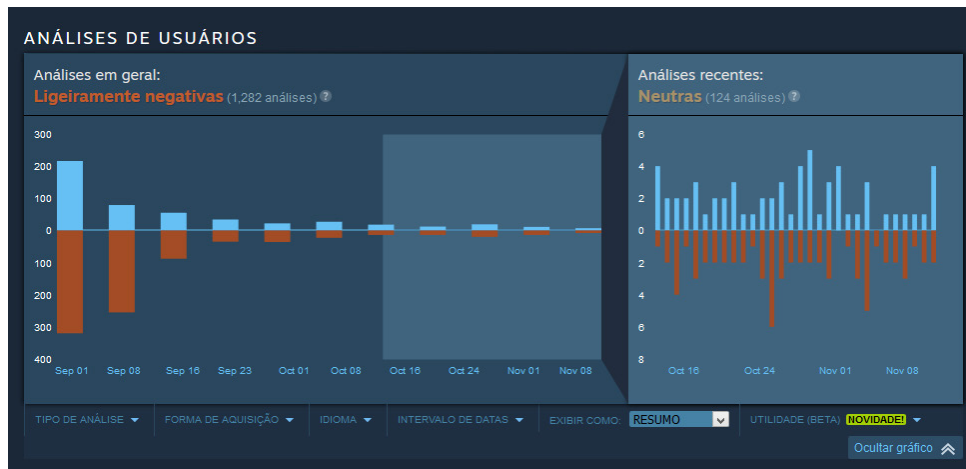 ANÁLISES DE USUÁRIOS
Análises em geral:
Ligeiramente negativas (1,282 análises) ?
300
200
100
0
100
200
300
400
Sep 01 Sep 08 Sep 16 Sep 23 Oct 01 Oct 08 Oct 16 Oct 24 Nov 01 Nov 08
Análises recentes:
Neutras (124 análises) ?
6
4
2
0
2
4
6
8
Oct 16 Oct 24 Nov 01 Nov 08
TIPO DE ANÁLISE FORMA DE AQUISIÇÃO IDIOMA INTERVALO DE DATAS EXIBIR COMO: RESUMO UTILIDADE (BETA) NOVIDADE!
Ocultar gráfico